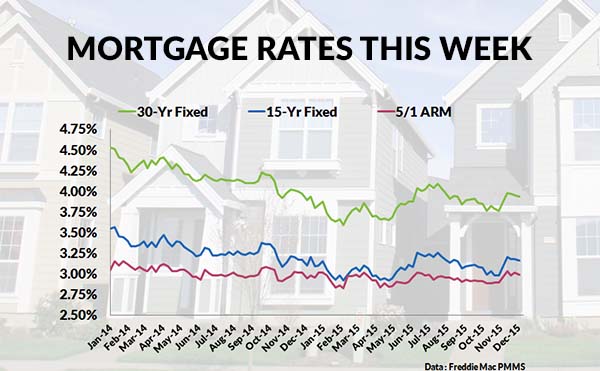 MORTGAGE RATES THIS WEEK
30-Yr Fixed 15-Yr Fixed 5/1 ARM
4.75%
4.50%
4.25%
4.00%
3.75%
3.50%
3.25%
3.00%
2.75%
2.50%
Jan-14 Feb-14 Mar-14 Apr-14 May-14 Jun-14 Jul-14 Aug-14 Sep-14 Oct-14 Nov-14 Dec-14 Jan-15 Feb-15 Mar-15 Apr-15 May-15 Jun-15 Jul-15 Aug-15 Sep-15 Oct-15 Nov-15 Dec-15
Data : Freddie Mac PMMS